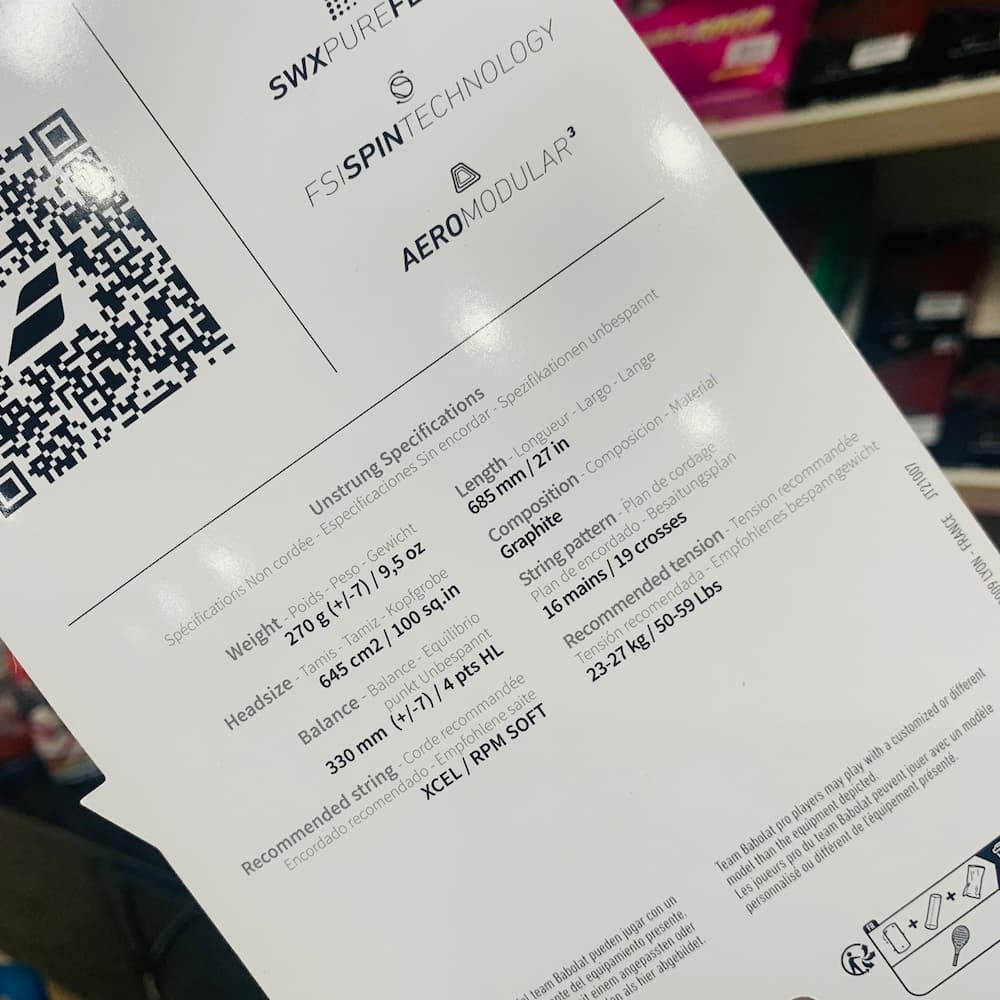 SWXPUREFE
FSISPINTECHNOLOGY
AEROMODULAR³
Unstrung Specifications
Spécifications Non cordée - Especificaciones Sin encordar - Spezifikationen unbespannt
Weight - Poids - Peso - Gewicht
270 g (+/-7) / 9,5 oz
Headsize - Tamis - Tamiz - Kopfgrobe
645 cm2 / 100 sq.in
Balance - Balance - Equilibrio
punkt Unbespannt
330 mm (+/-7) / 4 pts HL
Recommended string - Corde recommandée
Encordado recomendado - Empfohlene saite
XCEL / RPM SOFT
Length - Longueur - Largo - Lange
685 mm / 27 in
Composition - Composicion - Material
Graphite
String pattern - Plan de cordage
Plan de encordado - Besaitungsplan
16 mains / 19 crosses
Recommended tension - Tension recommandée
Tensión recomendada - Empfohlenes bespanngewicht
23-27 kg / 50-59 Lbs
09 LYON - FRANCE JT21007
Team Babolat pro players may play with a customized or different
model than the equipment depicted.
Les joueurs pro du team Babolat peuvent jouer avec un modèle
personnalisé ou différent de l'équipement présenté.
el team Babolat pueden jugar con un
ente del equipamiento presente.
it einem angepassten oder
n als hier abgebildet.
FR